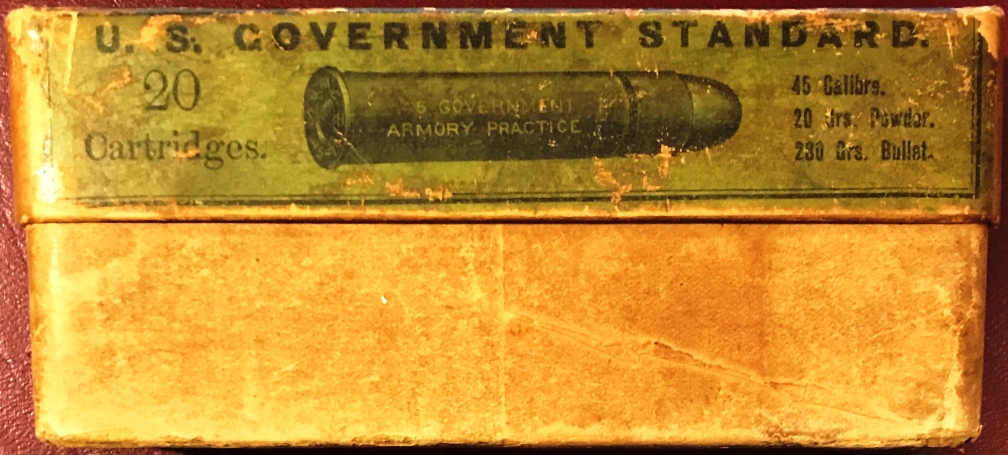 U. S. GOVERNMENT STANDARD.
20
Cartridges.
S. GOVERNMENT
ARMORY PRACTICE
45 Calibre.
20 Grs. Powder.
230 Grs. Bullet.